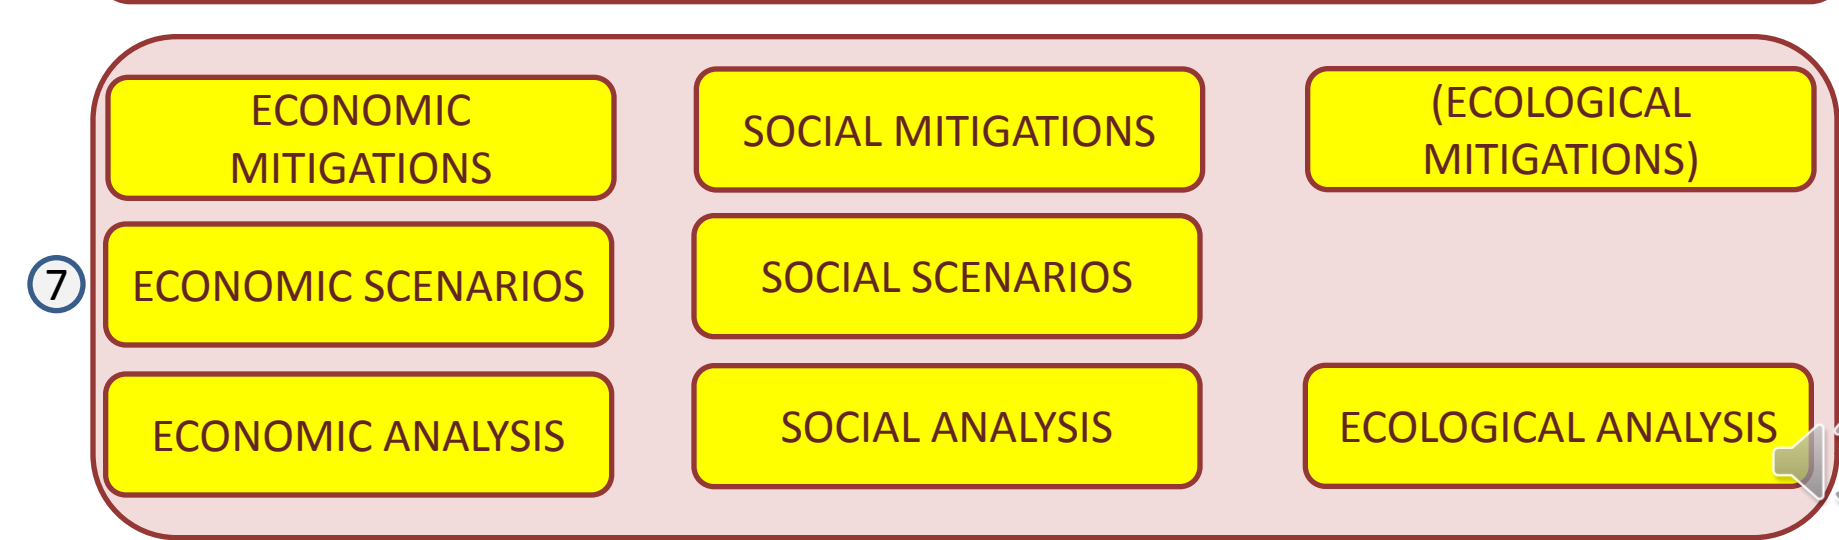 ECONOMIC
MITIGATIONS
SOCIAL MITIGATIONS
(ECOLOGICAL
MITIGATIONS)
7
ECONOMIC SCENARIOS
SOCIAL SCENARIOS
ECONOMIC ANALYSIS
SOCIAL ANALYSIS
ECOLOGICAL ANALYSIS